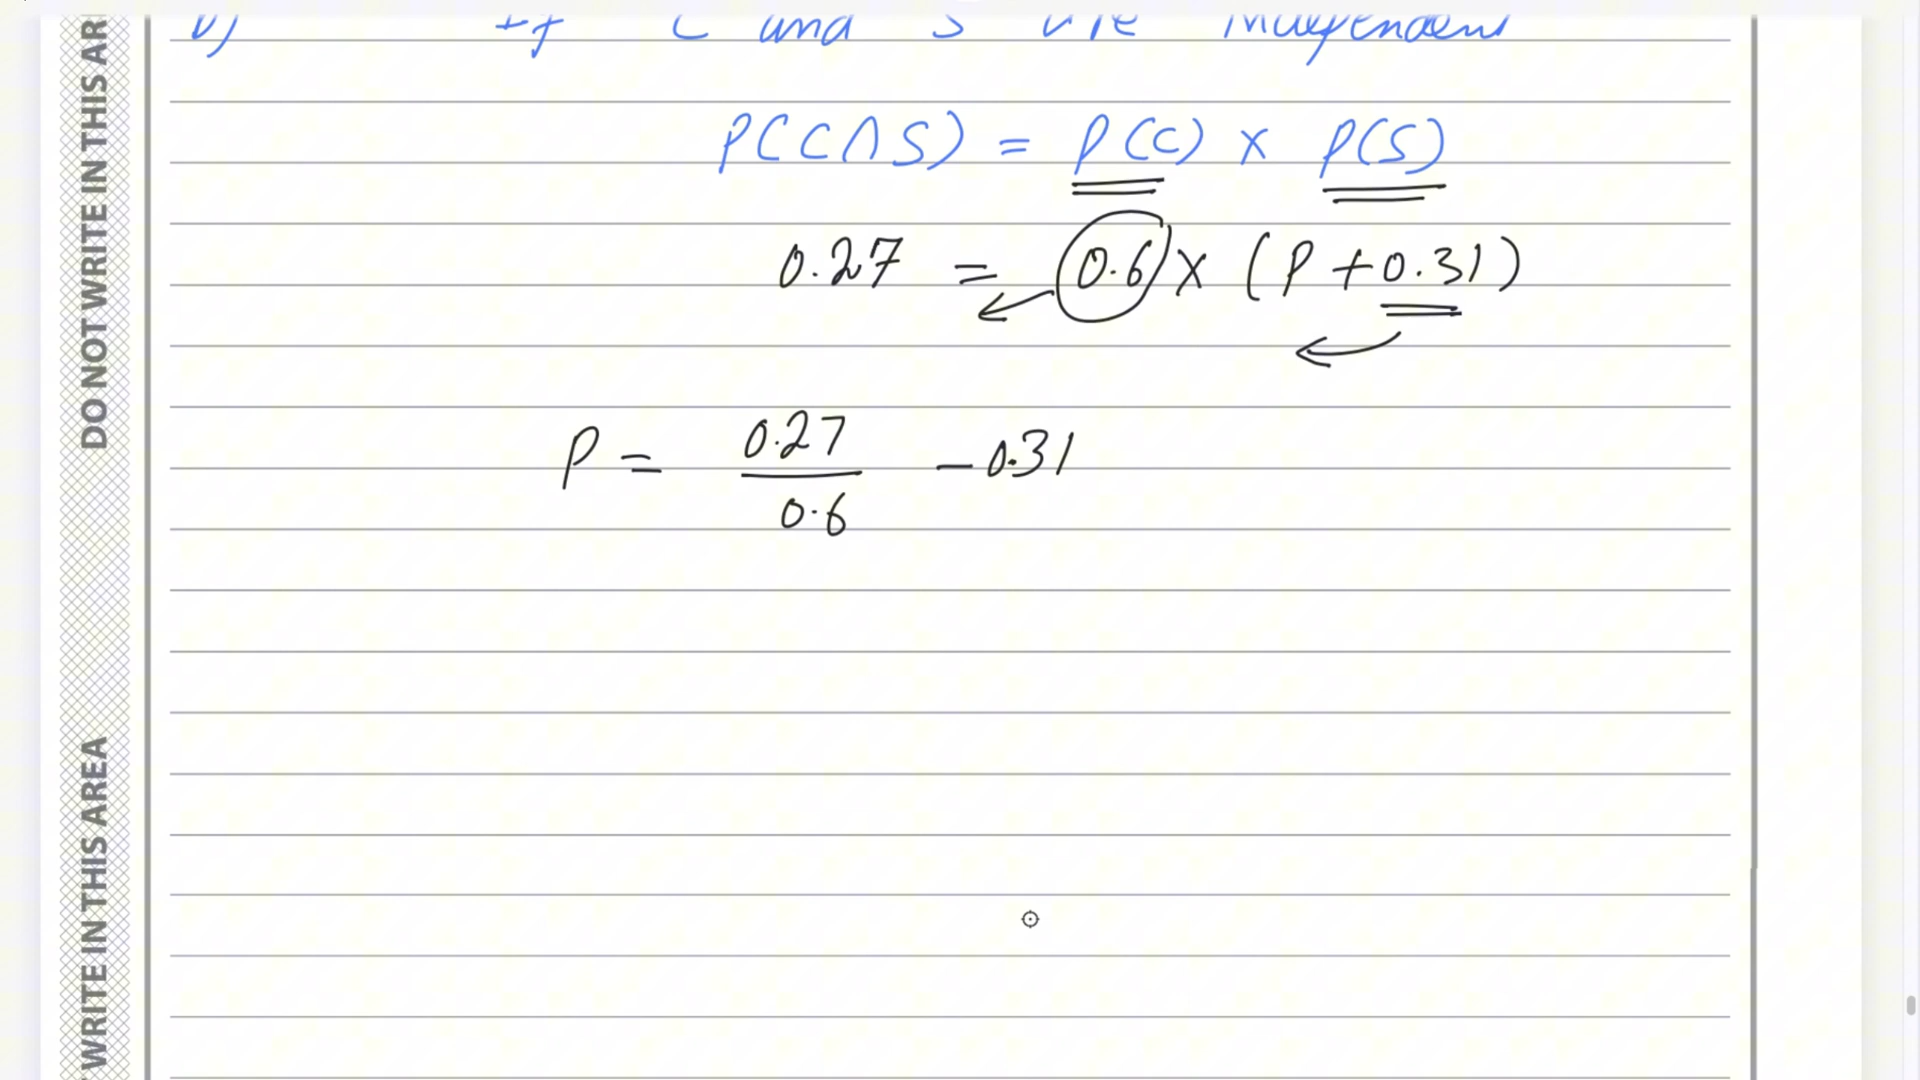 b) If C and S are independent
P(C∩S) = P(C) × P(S)
0.27 = 0.6 × (P + 0.31)
P = 0.27/0.6 - 0.31
DO NOT WRITE IN THIS AR
WRITE IN THIS AREA